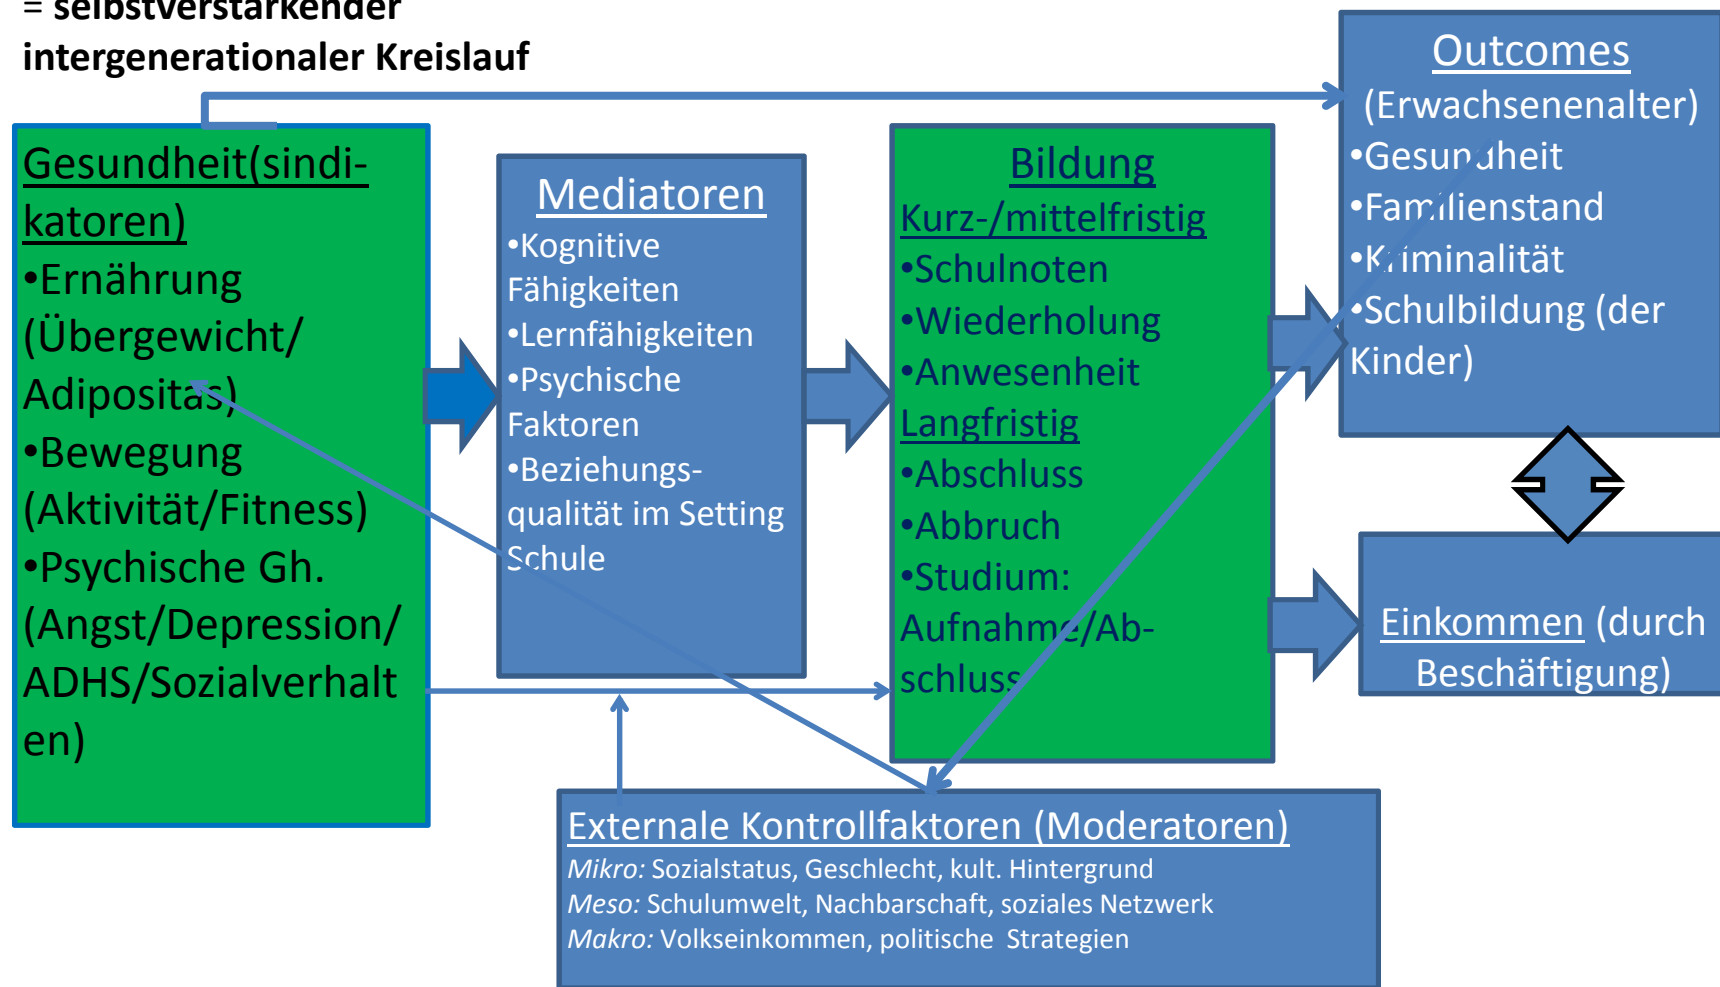 = selbstverstärkender
intergenerationaler Kreislauf
Gesundheit(sindi-
katoren)
•Ernährung
(Übergewicht/
Adipositas)
•Bewegung
(Aktivität/Fitness)
•Psychische Gh.
(Angst/Depression/
ADHS/Sozialverhalt
en)
Mediatoren
•Kognitive
Fähigkeiten
•Lernfähigkeiten
•Psychische
Faktoren
•Beziehungs-
qualität im Setting
Schule
Bildung
Kurz-/mittelfristig
•Schulnoten
•Wiederholung
•Anwesenheit
Langfristig
•Abschluss
•Abbruch
•Studium:
Aufnahme/Ab-
schluss
Outcomes
(Erwachsenenalter)
•Gesundheit
•Familienstand
•Kriminalität
•Schulbildung (der
Kinder)
Einkommen (durch
Beschäftigung)
Externale Kontrollfaktoren (Moderatoren)
Mikro: Sozialstatus, Geschlecht, kult. Hintergrund
Meso: Schulumwelt, Nachbarschaft, soziales Netzwerk
Makro: Volkseinkommen, politische Strategien